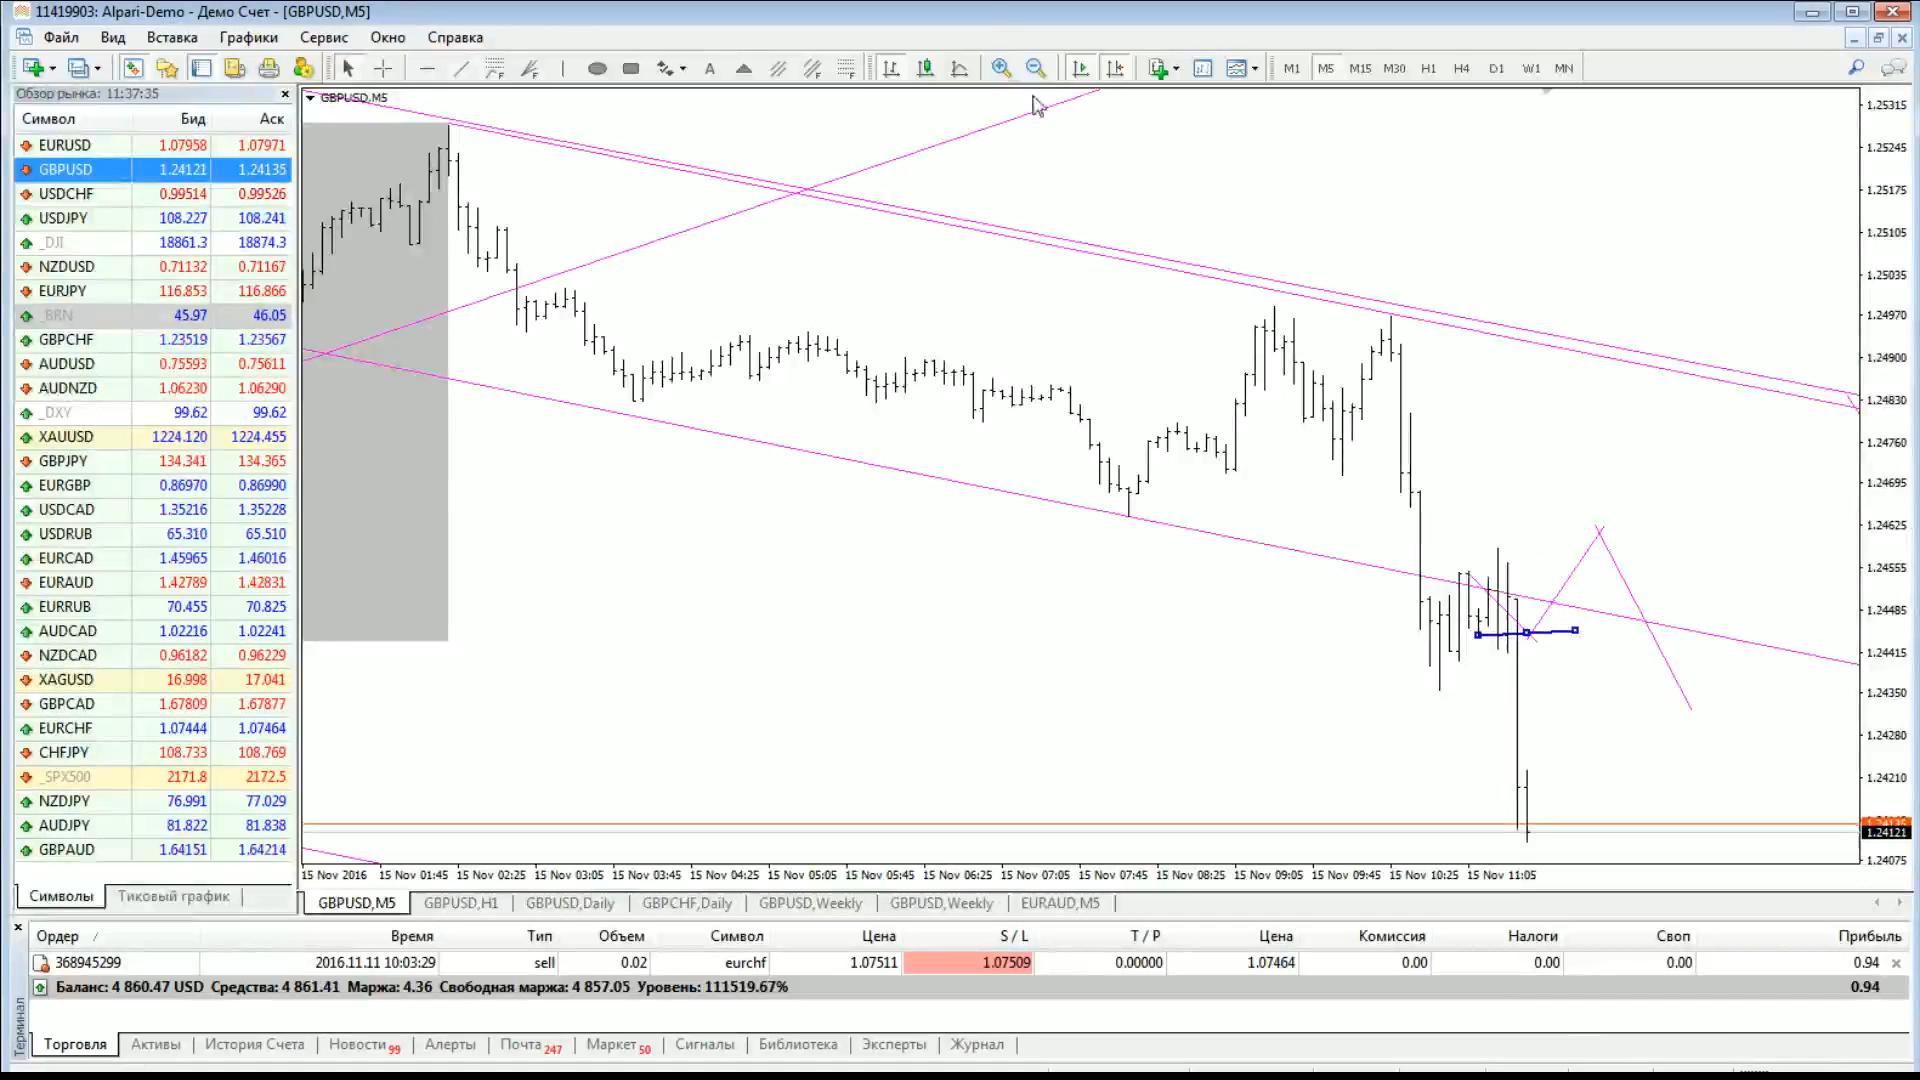 11419903: Alpari-Demo - Демо Счет - [GBPUSD,M5]
Файл Вид Вставка Графики Сервис Окно Справка
A M1 M5 M15 M30 H1 H4 D1 W1 MN
Обзор рынка: 11:37:35
Символ Бид Аск
EURUSD 1.07958 1.07971
GBPUSD 1.24121 1.24135
USDCHF 0.99514 0.99526
USDJPY 108.227 108.241
_DJI 18861.3 18874.3
NZDUSD 0.71132 0.71167
EURJPY 116.853 116.866
_BRN 45.97 46.05
GBPCHF 1.23519 1.23567
AUDUSD 0.75593 0.75611
AUDNZD 1.06230 1.06290
_DXY 99.62 99.62
XAUUSD 1224.120 1224.455
GBPJPY 134.341 134.365
EURGBP 0.86970 0.86990
USDCAD 1.35216 1.35228
USDRUB 65.310 65.510
EURCAD 1.45965 1.46016
EURAUD 1.42789 1.42831
EURRUB 70.455 70.825
AUDCAD 1.02216 1.02241
NZDCAD 0.96182 0.96229
XAGUSD 16.998 17.041
GBPCAD 1.67809 1.67877
EURCHF 1.07444 1.07464
CHFJPY 108.733 108.769
_SPX500 2171.8 2172.5
NZDJPY 76.991 77.029
AUDJPY 81.822 81.838
GBPAUD 1.64151 1.64214
Символы Тиковый график
GBPUSD,M5
1.25315
1.25245
1.25175
1.25105
1.25035
1.24970
1.24900
1.24830
1.24760
1.24695
1.24625
1.24555
1.24485
1.24415
1.24350
1.24280
1.24210
1.24135
1.24121
1.24075
15 Nov 2016 15 Nov 01:45 15 Nov 02:25 15 Nov 03:05 15 Nov 03:45 15 Nov 04:25 15 Nov 05:05 15 Nov 05:45 15 Nov 06:25 15 Nov 07:05 15 Nov 07:45 15 Nov 08:25 15 Nov 09:05 15 Nov 09:45 15 Nov 10:25 15 Nov 11:05
GBPUSD,M5 GBPUSD,H1 GBPUSD,Daily GBPCHF,Daily GBPUSD,Weekly GBPUSD,Weekly EURAUD,M5
Ордер / Время Тип Объем Символ Цена S / L T / P Цена Комиссия Налоги Своп Прибыль
368945299 2016.11.11 10:03:29 sell 0.02 eurchf 1.07511 1.07509 0.00000 1.07464 0.00 0.00 0.00 0.94
Баланс: 4 860.47 USD Средства: 4 861.41 Маржа: 4.36 Свободная маржа: 4 857.05 Уровень: 111519.67% 0.94
Терминал
Торговля Активы История Счета Новости 99 Алерты Почта 247 Маркет 50 Сигналы Библиотека Эксперты Журнал